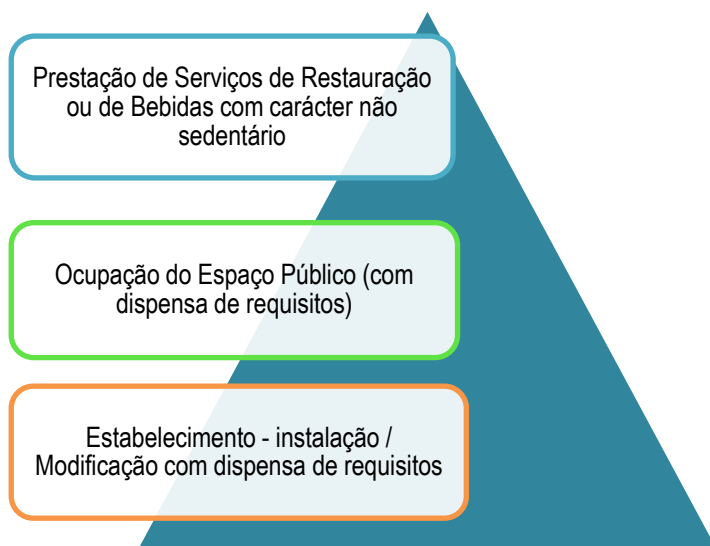 Prestação de Serviços de Restauração
ou de Bebidas com carácter não
sedentário
Ocupação do Espaço Público (com
dispensa de requisitos)
Estabelecimento - instalação /
Modificação com dispensa de requisitos